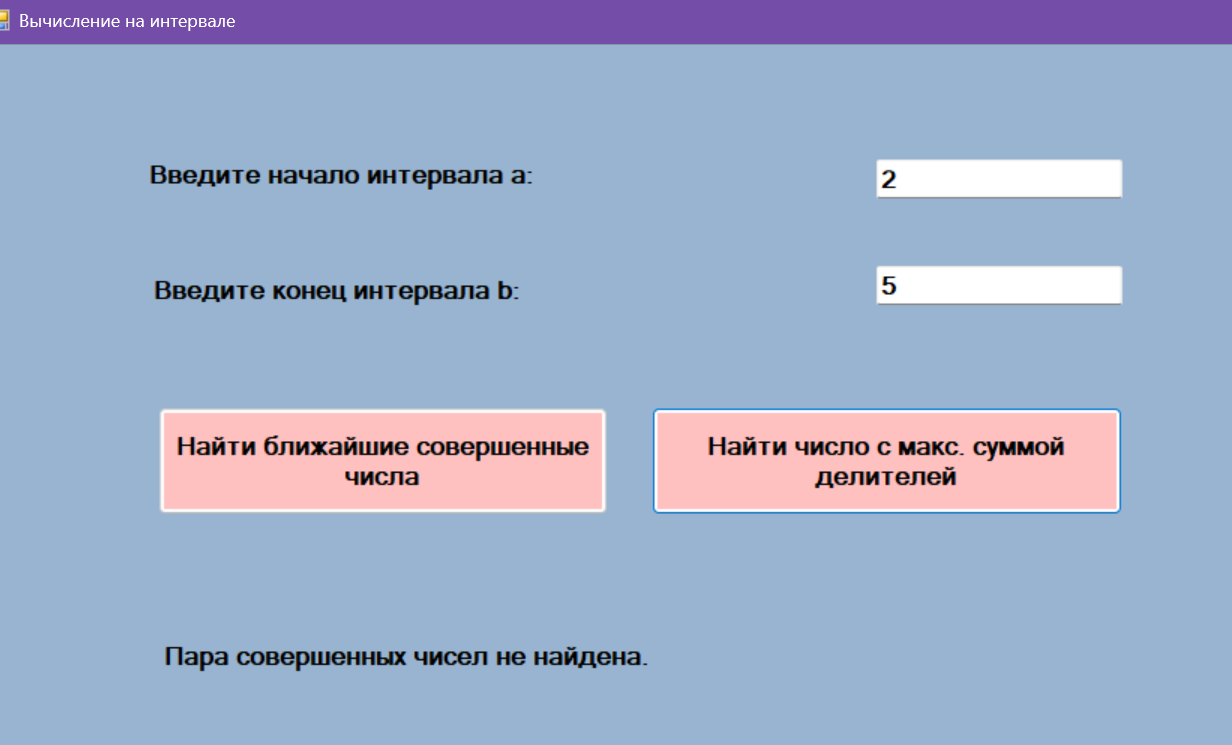 Вычисление на интервале
Введите начало интервала a:
2
Введите конец интервала b:
5
Найти ближайшие совершенные
числа
Найти число с макс. суммой
делителей
Пара совершенных чисел не найдена.